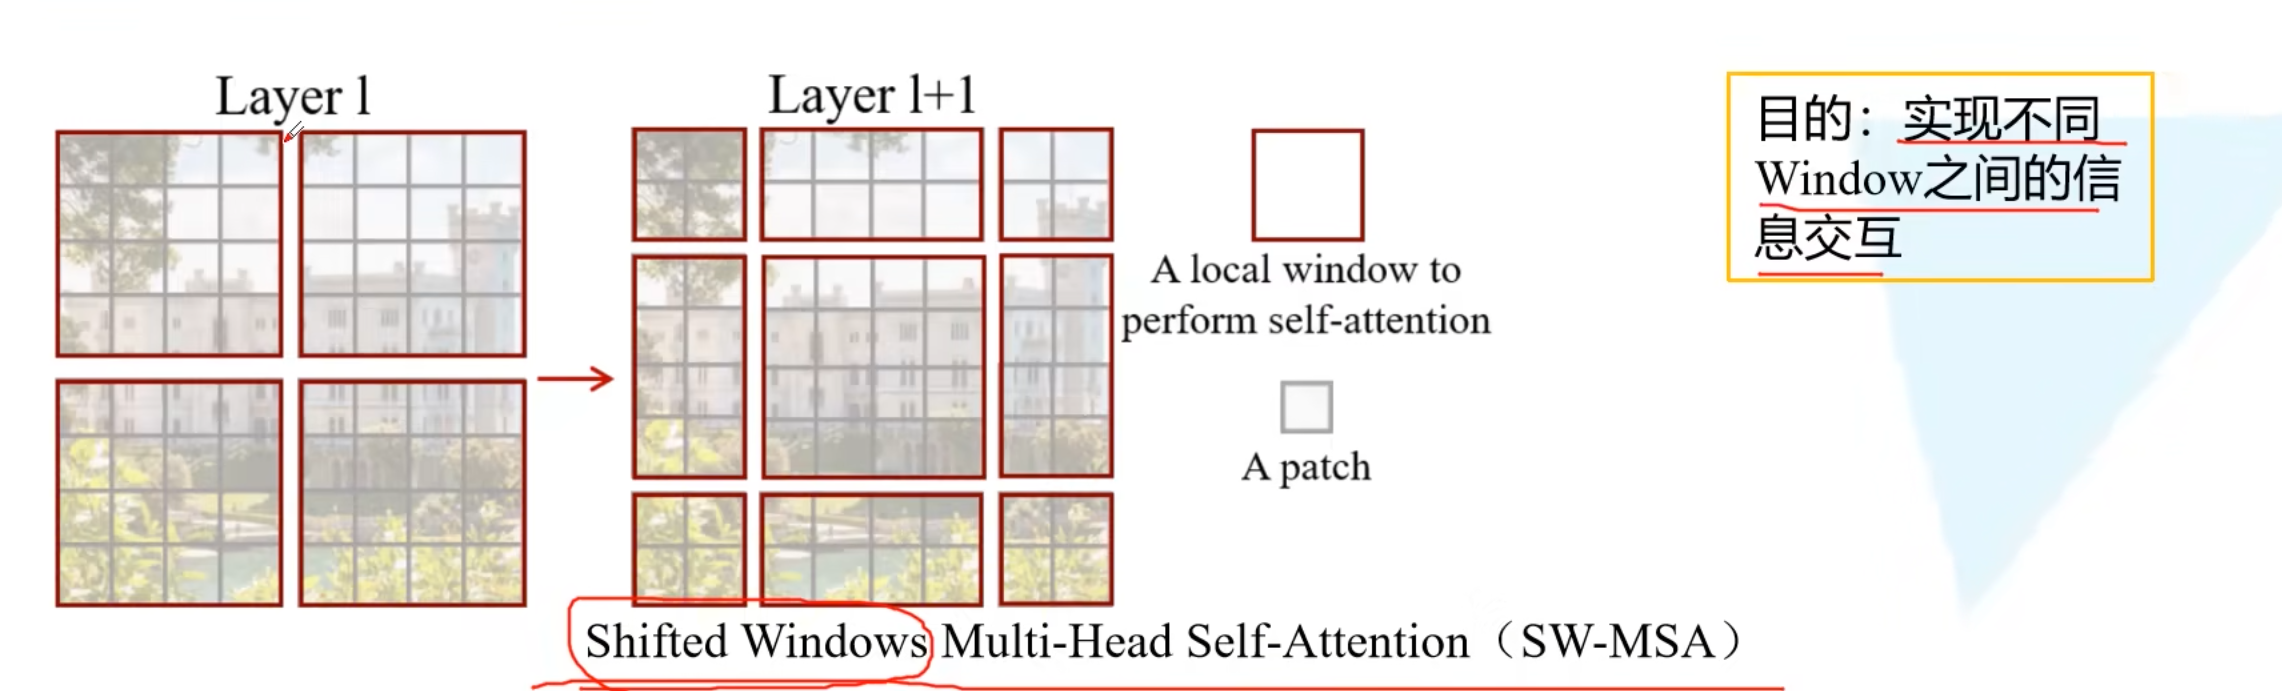 Layer l
Layer l+1
A local window to
perform self-attention
A patch
目的：实现不同
Window之间的信
息交互
Shifted Windows Multi-Head Self-Attention（SW-MSA）